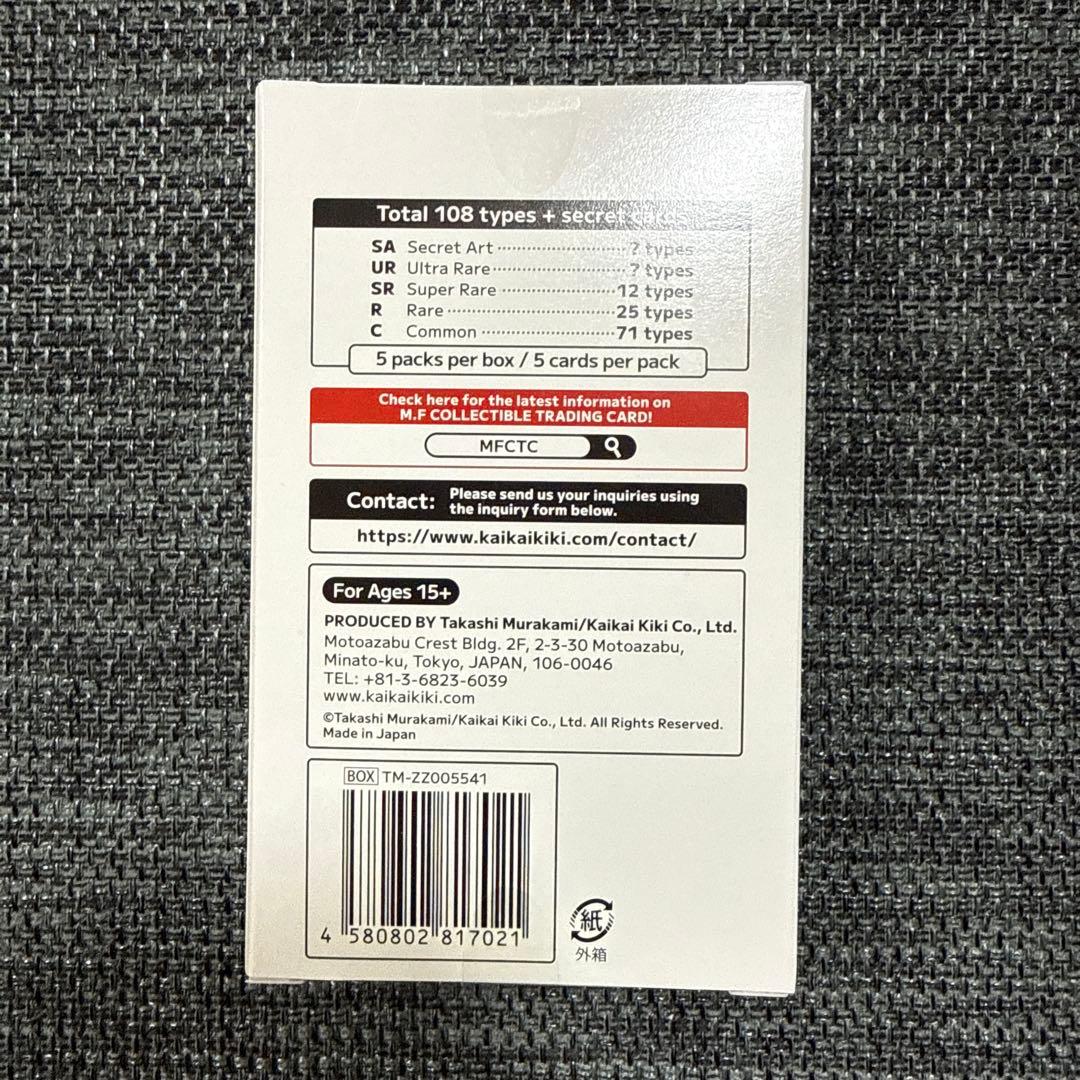 Total 108 types + secret cards
SA Secret Art ? types
UR Ultra Rare ? types
SR Super Rare 12 types
R Rare 25 types
C Common 71 types
5 packs per box / 5 cards per pack
Check here for the latest information on
M.F COLLECTIBLE TRADING CARD!
MFCTC
Contact: Please send us your inquiries using
the inquiry form below.
https://www.kaikaikiki.com/contact/
For Ages 15+
PRODUCED BY Takashi Murakami/Kaikai Kiki Co., Ltd.
Motoazabu Crest Bldg. 2F, 2-3-30 Motoazabu,
Minato-ku, Tokyo, JAPAN, 106-0046
TEL: +81-3-6823-6039
www.kaikaikiki.com
©Takashi Murakami/Kaikai Kiki Co., Ltd. All Rights Reserved.
Made in Japan
BOX TM-ZZ005541
4 580802 817021
紙
外箱